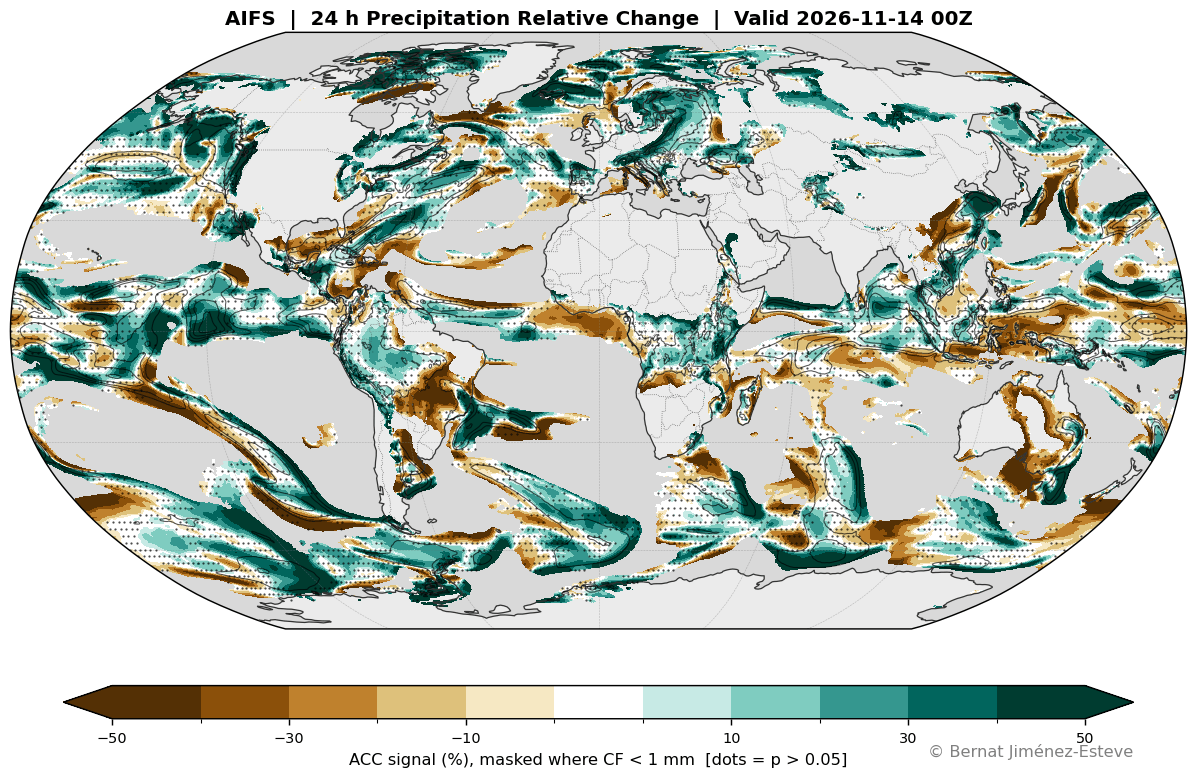 AIFS  |  24 h Precipitation Relative Change  |  Valid 2026-11-14 00Z
−50 −30 −10 10 30 50
© Bernat Jiménez-Esteve
ACC signal (%), masked where CF < 1 mm  [dots = p > 0.05]